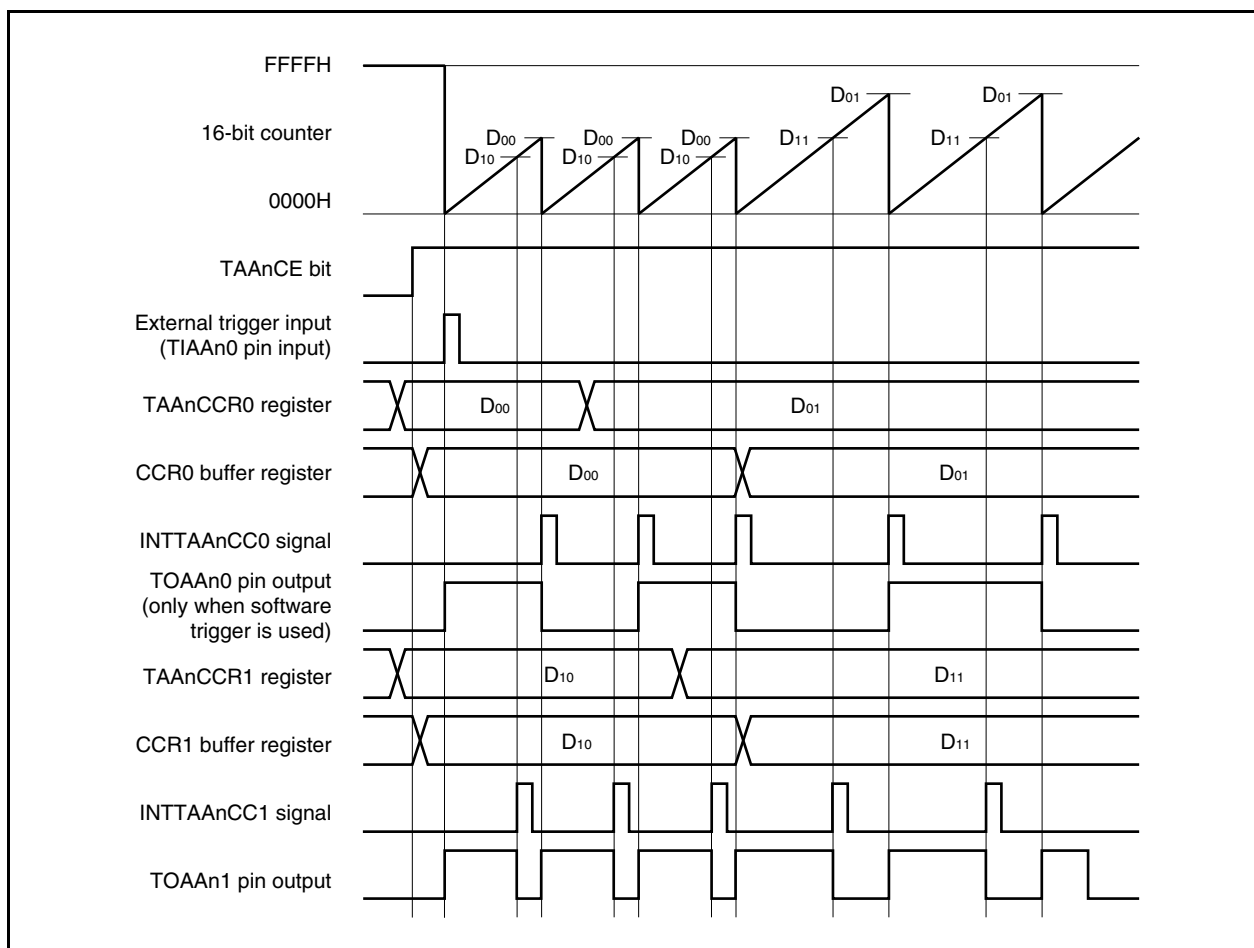 FFFFH
D01 D01
16-bit counter D00 D00 D00 D11 D11
D10 D10 D10
0000H
TAAnCE bit
External trigger input
(TIAAn0 pin input)
TAAnCCR0 register D00 D01
CCR0 buffer register D00 D01
INTTAAnCC0 signal
TOAAn0 pin output
(only when software
trigger is used)
TAAnCCR1 register D10 D11
CCR1 buffer register D10 D11
INTTAAnCC1 signal
TOAAn1 pin output